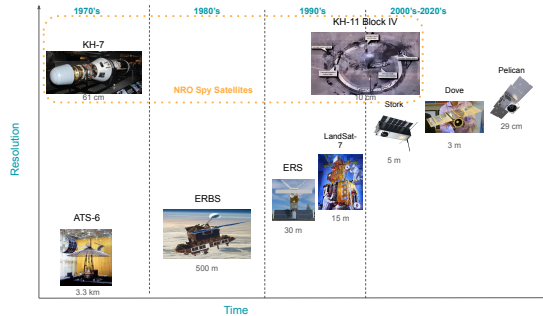 1970's
1980's
1990's
2000's-2020's
KH-7
61 cm
NRO Spy Satellites
KH-11 Block IV
10 cm
Stork
5 m
Dove
3 m
Pelican
29 cm
LandSat-
7
15 m
ERS
30 m
ERBS
500 m
ATS-6
3.3 km
Resolution
Time